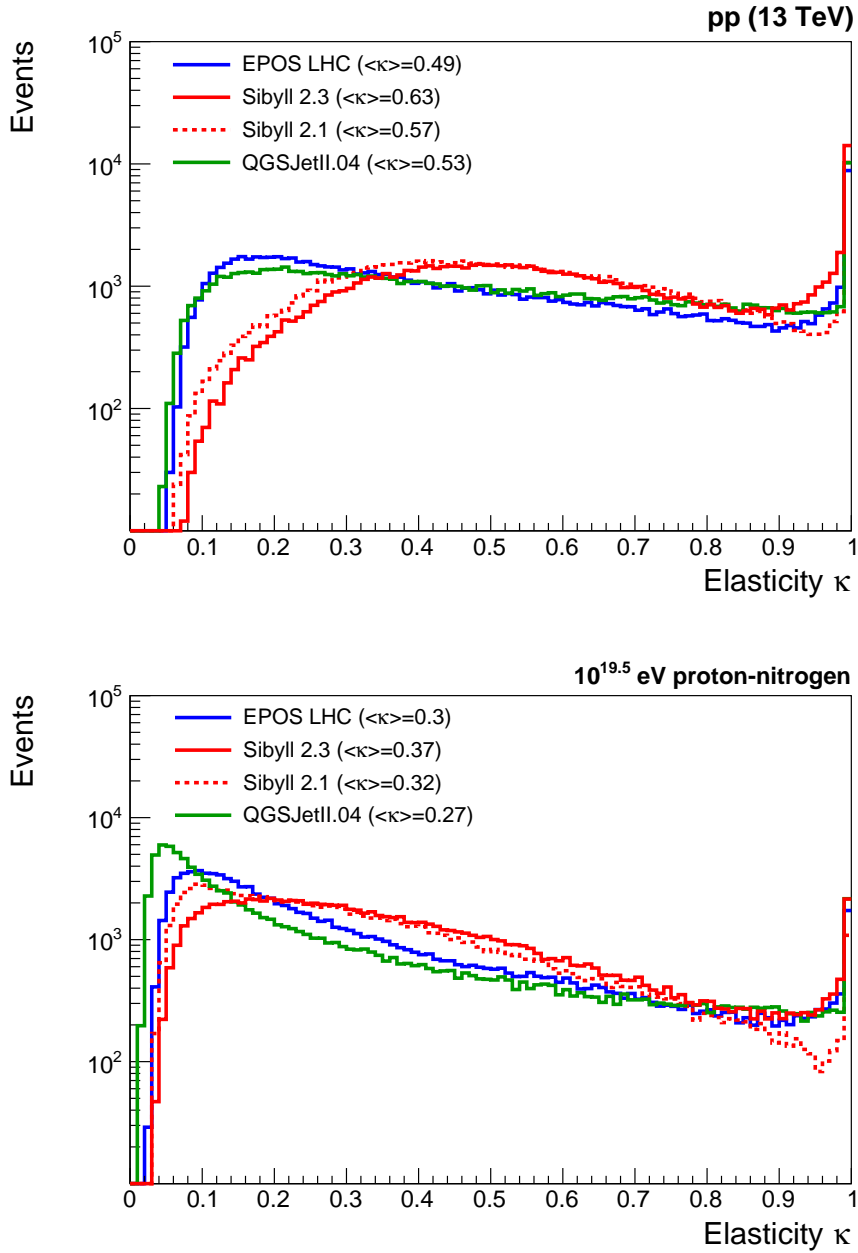 pp (13 TeV)
Events
10^5
10^4
10^3
10^2
EPOS LHC (<κ>=0.49)
Sibyll 2.3 (<κ>=0.63)
Sibyll 2.1 (<κ>=0.57)
QGSJetII.04 (<κ>=0.53)
0 0.1 0.2 0.3 0.4 0.5 0.6 0.7 0.8 0.9 1
Elasticity κ
10^19.5 eV proton-nitrogen
Events
10^5
10^4
10^3
10^2
EPOS LHC (<κ>=0.3)
Sibyll 2.3 (<κ>=0.37)
Sibyll 2.1 (<κ>=0.32)
QGSJetII.04 (<κ>=0.27)
0 0.1 0.2 0.3 0.4 0.5 0.6 0.7 0.8 0.9 1
Elasticity κ